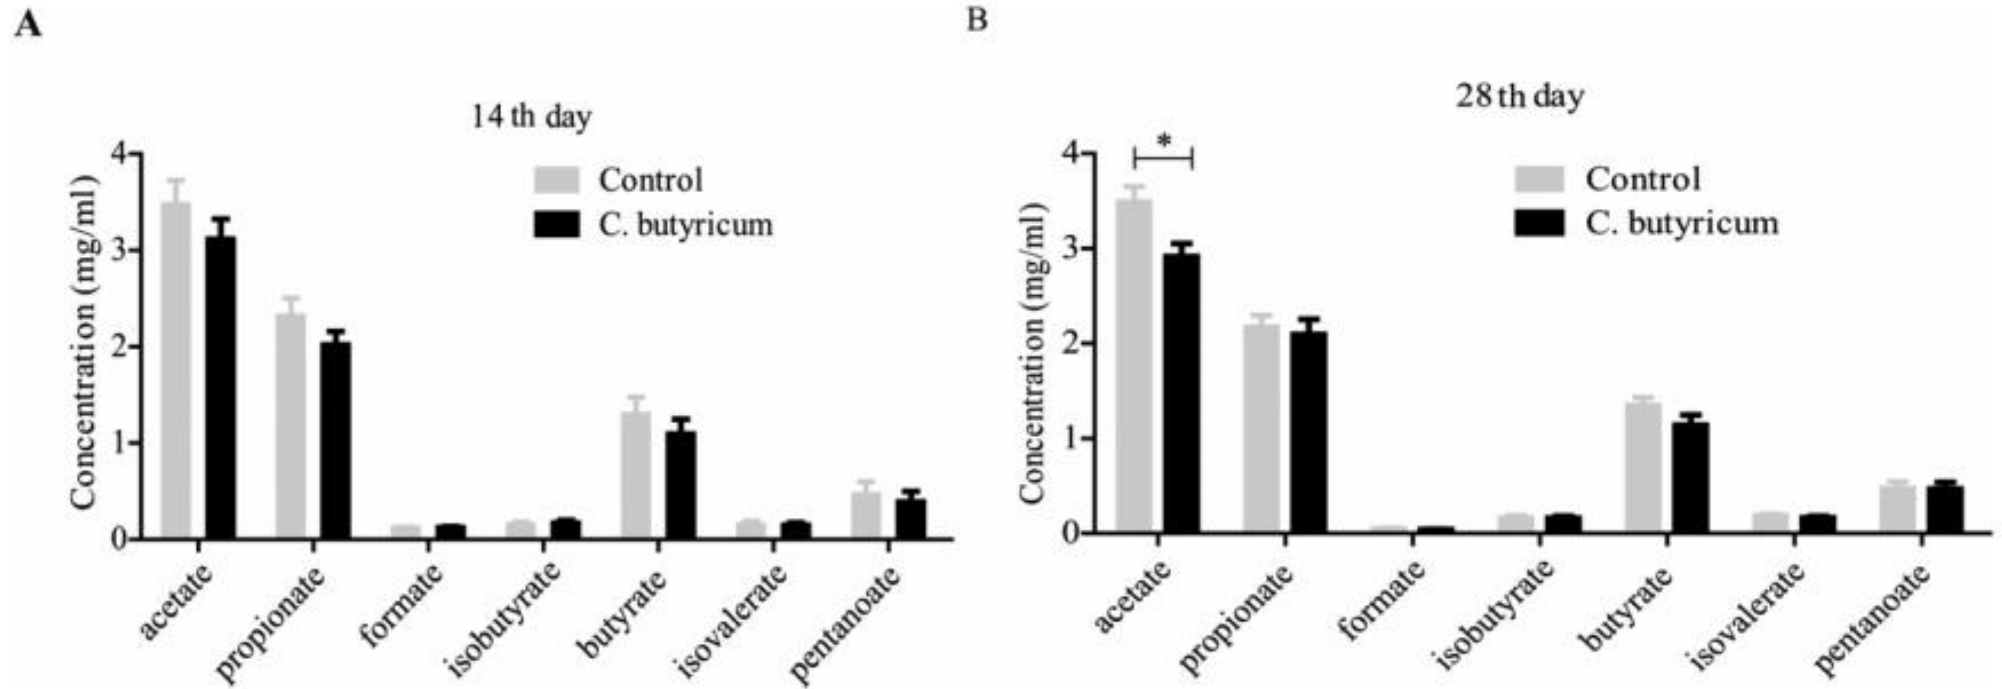 A
14 th day
Control
C. butyricum
Concentration (mg/ml)
4
3
2
1
0
acetate
propionate
formate
isobutyrate
butyrate
isovalerate
pentanoate
B
28 th day
*
Control
C. butyricum
Concentration (mg/ml)
4
3
2
1
0
acetate
propionate
formate
isobutyrate
butyrate
isovalerate
pentanoate